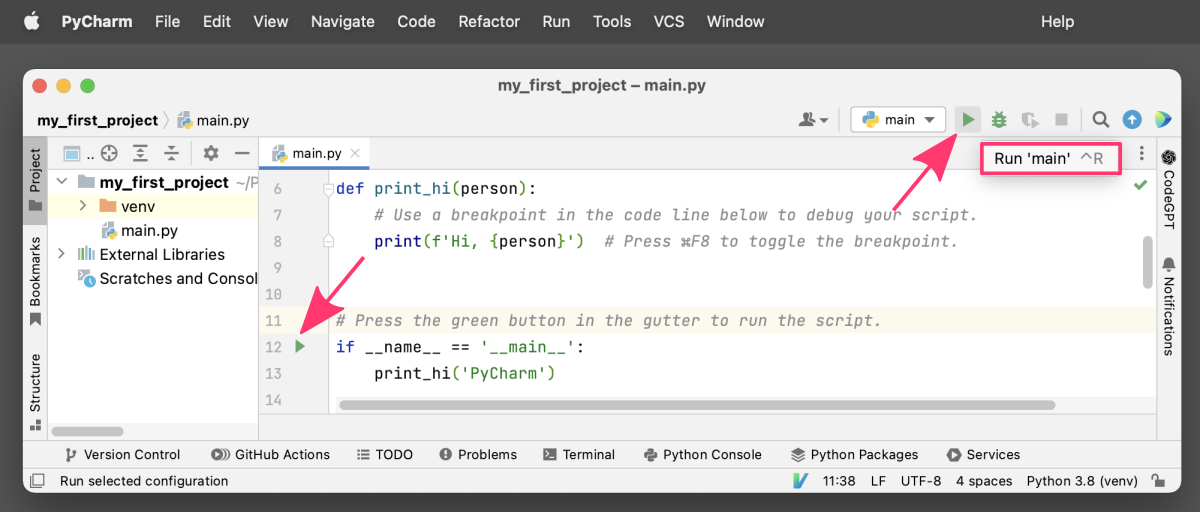 PyCharm File Edit View Navigate Code Refactor Run Tools VCS Window Help
my_first_project – main.py
my_first_project main.py main
Run 'main' ^R
Project
Bookmarks
Structure
.. main.py
my_first_project ~/P
venv
main.py
External Libraries
Scratches and Consol
6 def print_hi(person):
7 # Use a breakpoint in the code line below to debug your script.
8 print(f'Hi, {person}') # Press ⌘F8 to toggle the breakpoint.
9
10
11 # Press the green button in the gutter to run the script.
12 if __name__ == '__main__':
13 print_hi('PyCharm')
14
CodeGPT
Notifications
Version Control GitHub Actions TODO Problems Terminal Python Console Python Packages Services
Run selected configuration 11:38 LF UTF-8 4 spaces Python 3.8 (venv)